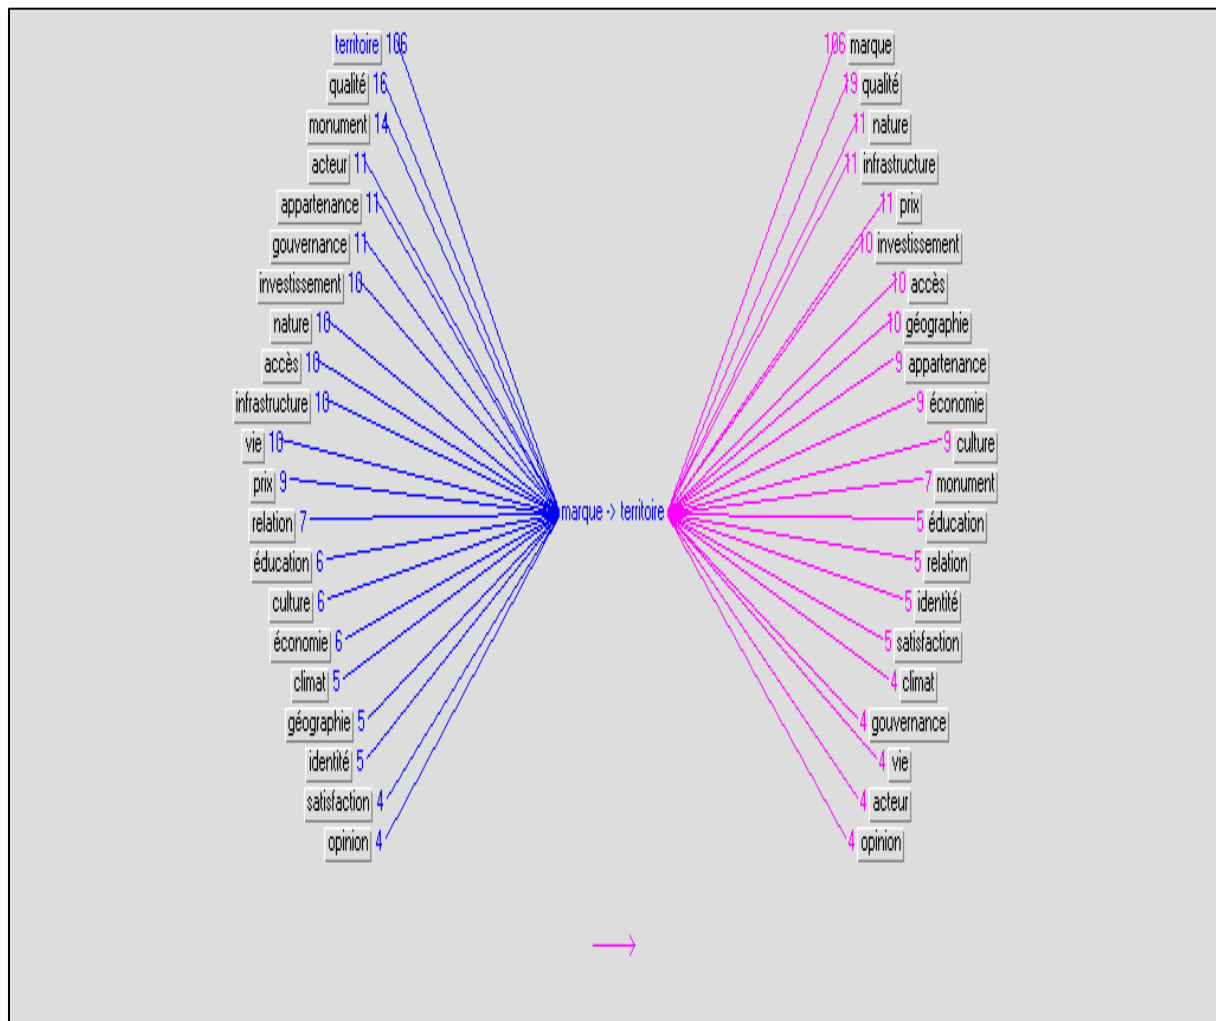 territoire 106
qualité 16
monument 14
acteur 11
appartenance 11
gouvernance 11
investissement 10
nature 10
accès 10
infrastructure 10
vie 10
prix 9
relation 7
éducation 6
culture 6
économie 6
climat 5
géographie 5
identité 5
satisfaction 4
opinion 4
marque -> territoire
106 marque
19 qualité
11 nature
11 infrastructure
11 prix
10 investissement
10 accès
10 géographie
9 appartenance
9 économie
9 culture
7 monument
5 éducation
5 relation
5 identité
5 satisfaction
4 climat
4 gouvernance
4 vie
4 acteur
4 opinion